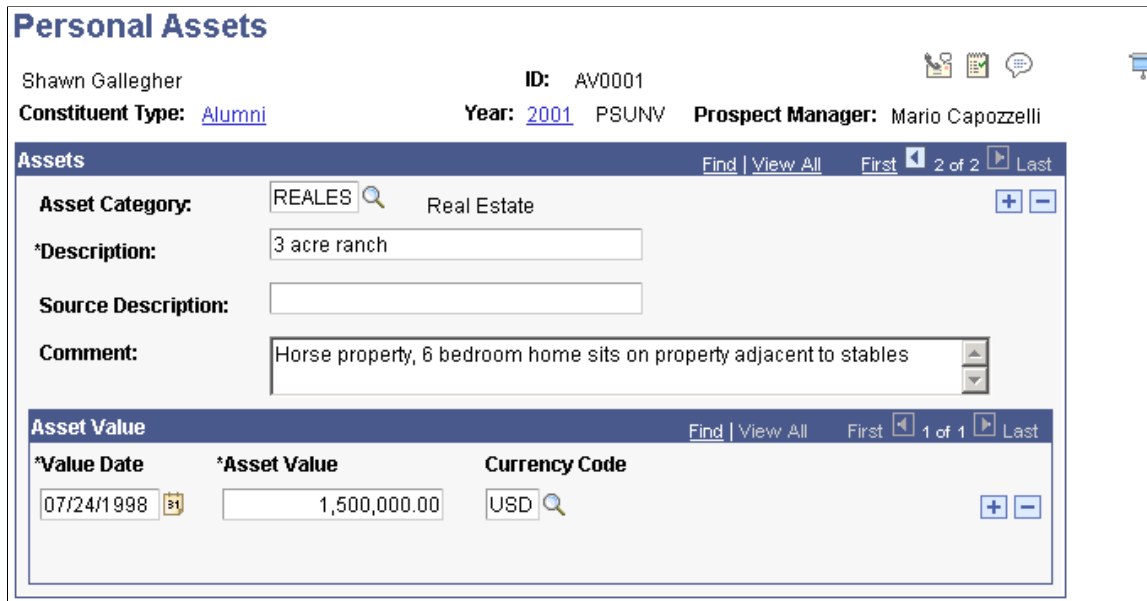 Personal Assets
Shawn Gallegher ID: AV0001
Constituent Type: Alumni Year: 2001 PSUNV Prospect Manager: Mario Capozzelli
Assets Find | View All First 2 of 2 Last
Asset Category: REALES Real Estate
*Description: 3 acre ranch
Source Description:
Comment: Horse property, 6 bedroom home sits on property adjacent to stables
Asset Value Find | View All First 1 of 1 Last
*Value Date *Asset Value Currency Code
07/24/1998 31 1,500,000.00 USD